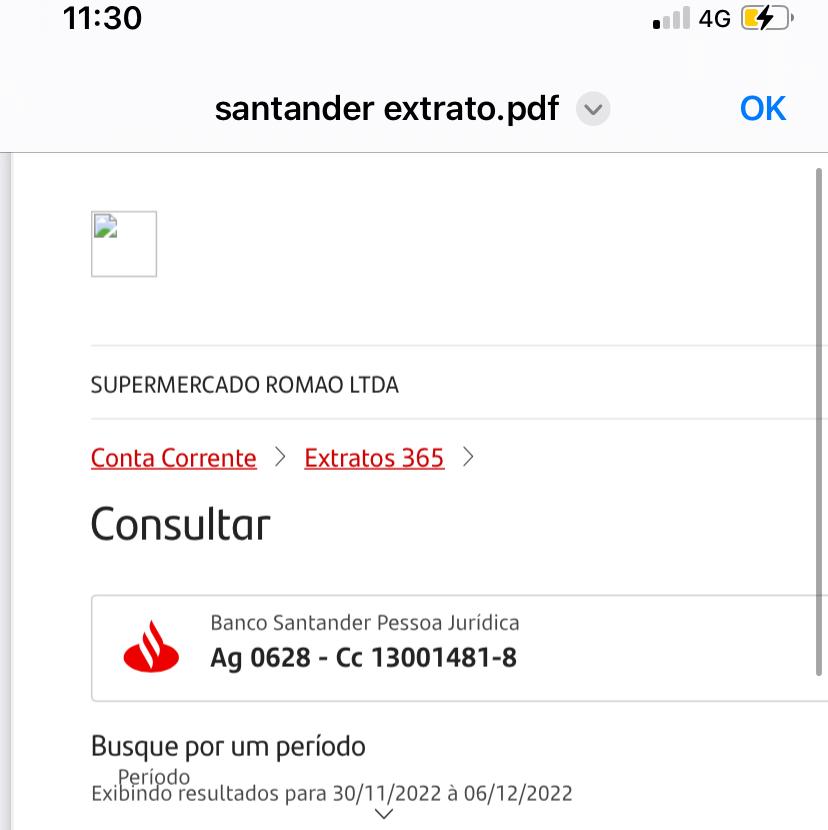 11:30
4G
santander extrato.pdf
OK
SUPERMERCADO ROMAO LTDA
Conta Corrente > Extratos 365 >
Consultar
Banco Santander Pessoa Jurídica
Ag 0628 - Cc 13001481-8
Busque por um período
Período
Exibindo resultados para 30/11/2022 à 06/12/2022